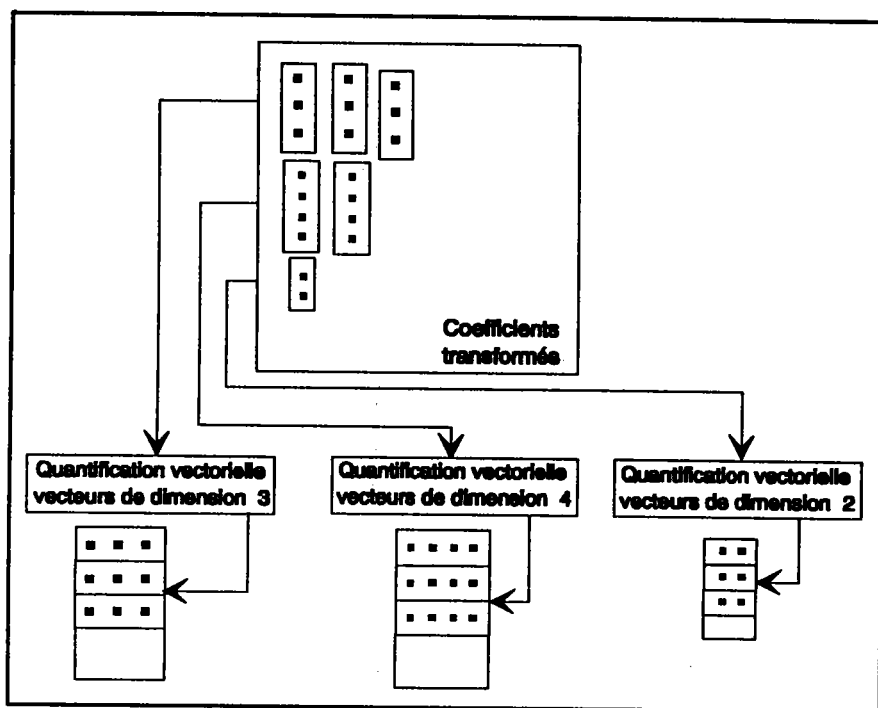 Coefficients
transformés
Quantification vectorielle
vecteurs de dimension 3
Quantification vectorielle
vecteurs de dimension 4
Quantification vectorielle
vecteurs de dimension 2